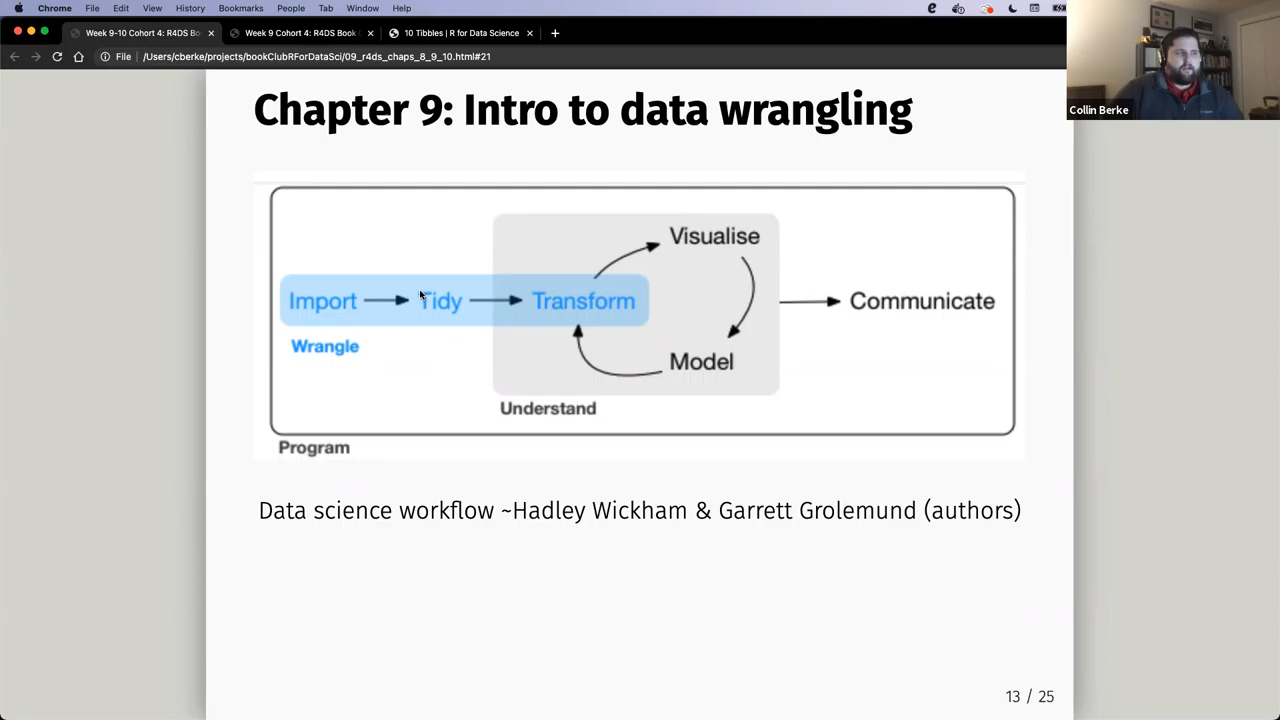 Chrome File Edit View History Bookmarks People Tab Window Help
Week 9-10 Cohort 4: R4DS Bo
Week 9 Cohort 4: R4DS Book
10 Tibbles | R for Data Science
File /Users/cberke/projects/bookClubRForDataSci/09_r4ds_chaps_8_9_10.html#21
Collin Berke
Chapter 9: Intro to data wrangling
Visualise
Import Tidy Transform Communicate
Wrangle
Model
Understand
Program
Data science workflow ~Hadley Wickham & Garrett Grolemund (authors)
13 / 25